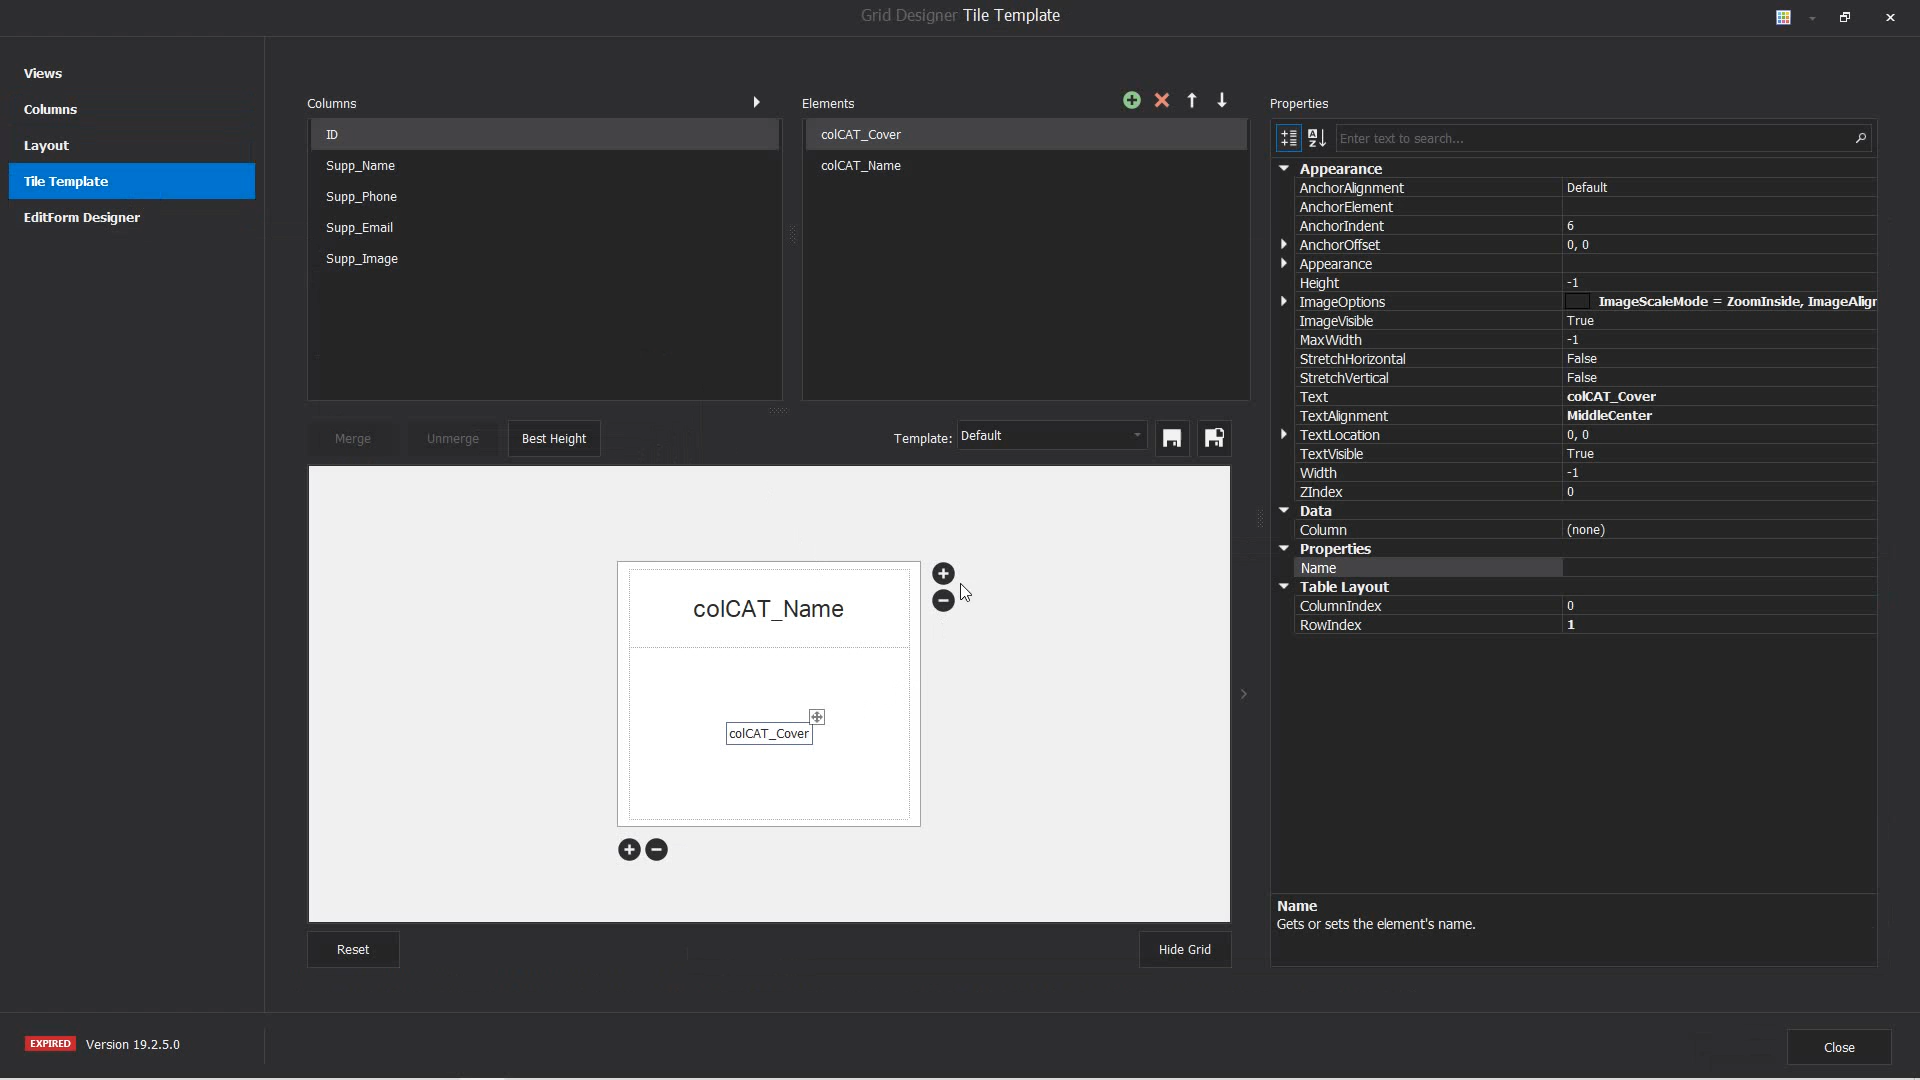 Grid Designer Tile Template
Views
Columns
Layout
Tile Template
EditForm Designer
Columns
ID
Supp_Name
Supp_Phone
Supp_Email
Supp_Image
Elements
colCAT_Cover
colCAT_Name
Merge
Unmerge
Best Height
Template:
Default
colCAT_Name
colCAT_Cover
Reset
Hide Grid
Properties
Enter text to search...
Appearance
AnchorAlignment Default
AnchorElement
AnchorIndent 6
AnchorOffset 0, 0
Appearance
Height -1
ImageOptions ImageScaleMode = ZoomInside, ImageAlign
ImageVisible True
MaxWidth -1
StretchHorizontal False
StretchVertical False
Text colCAT_Cover
TextAlignment MiddleCenter
TextLocation 0, 0
TextVisible True
Width -1
ZIndex 0
Data
Column (none)
Properties
Name
Table Layout
ColumnIndex 0
RowIndex 1
Name
Gets or sets the element's name.
EXPIRED Version 19.2.5.0
Close